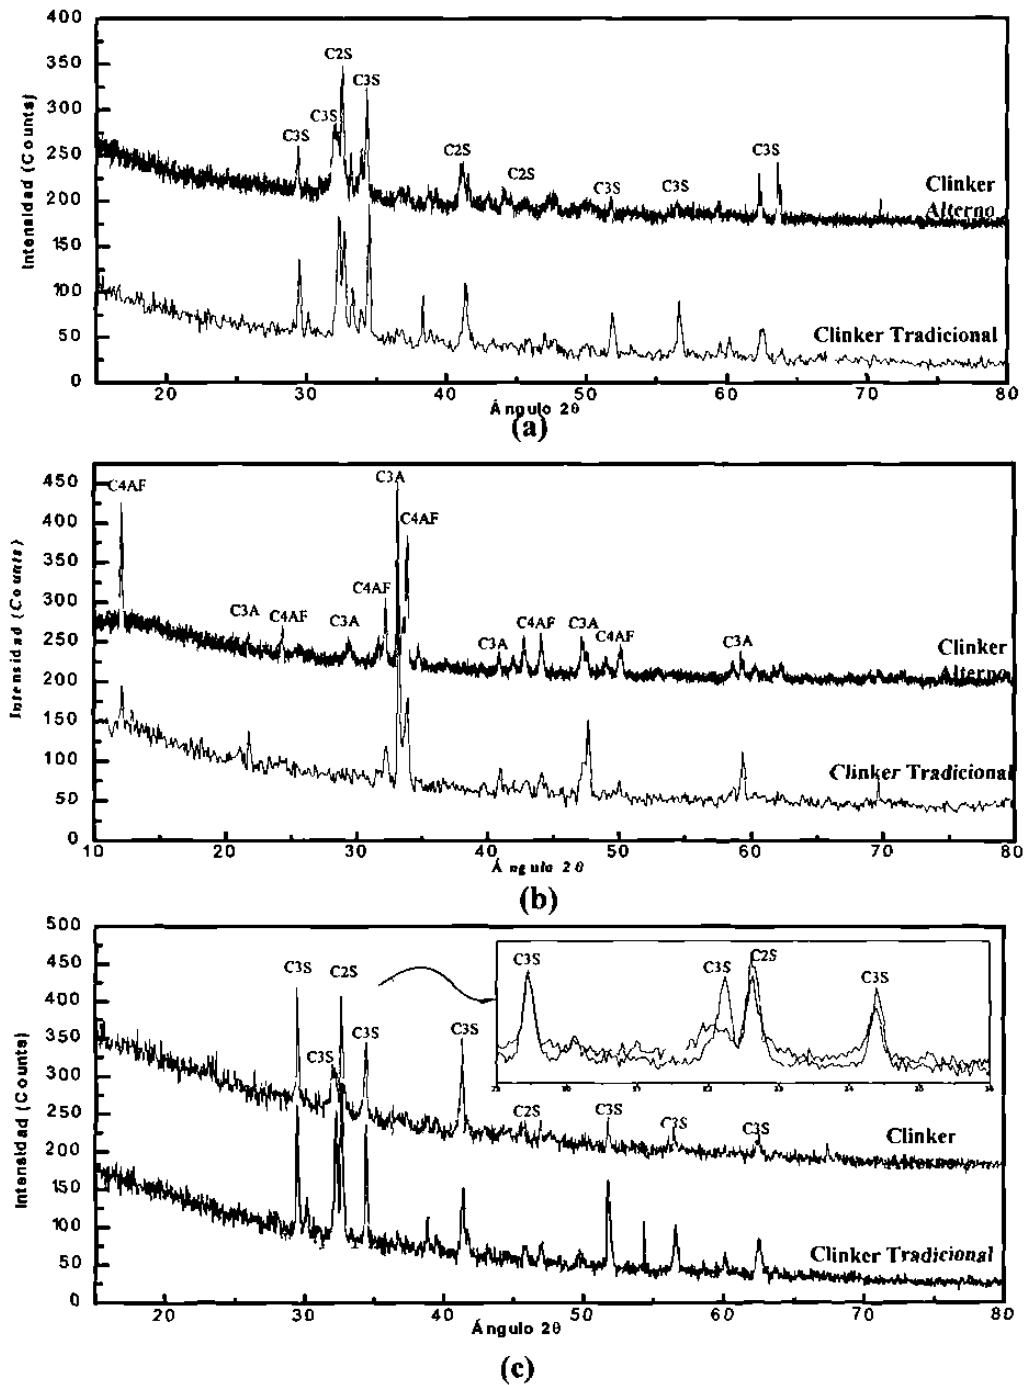 400
350
300
250
200
150
100
50
0
Intensidad (Counts)
C2S
C3S
C3S
C3S
C2S
C2S
C3S
C3S
C3S
Clinker
Alterno
Clinker Tradicional
20 30 40 50 60 70 80
Ángulo 2θ
(a)
450
400
350
300
250
200
150
100
50
0
Intensidad (Counts)
C4AF
C3A
C4AF
C4AF
C3A
C4AF
C3A
C3A
C4AF
C3A
C4AF
C3A
Clinker
Alterno
Clinker Tradicional
10 20 30 40 50 60 70 80
Ángulo 2θ
(b)
500
450
400
350
300
250
200
150
100
50
0
Intensidad (Counts)
C3S
C2S
C3S
C3S
C3S
C2S
C3S
C3S
C3S
C3S
C3S
C2S
C3S
Clinker
Alterno
Clinker Tradicional
20 30 40 50 60 70 80
Ángulo 2θ
(c)